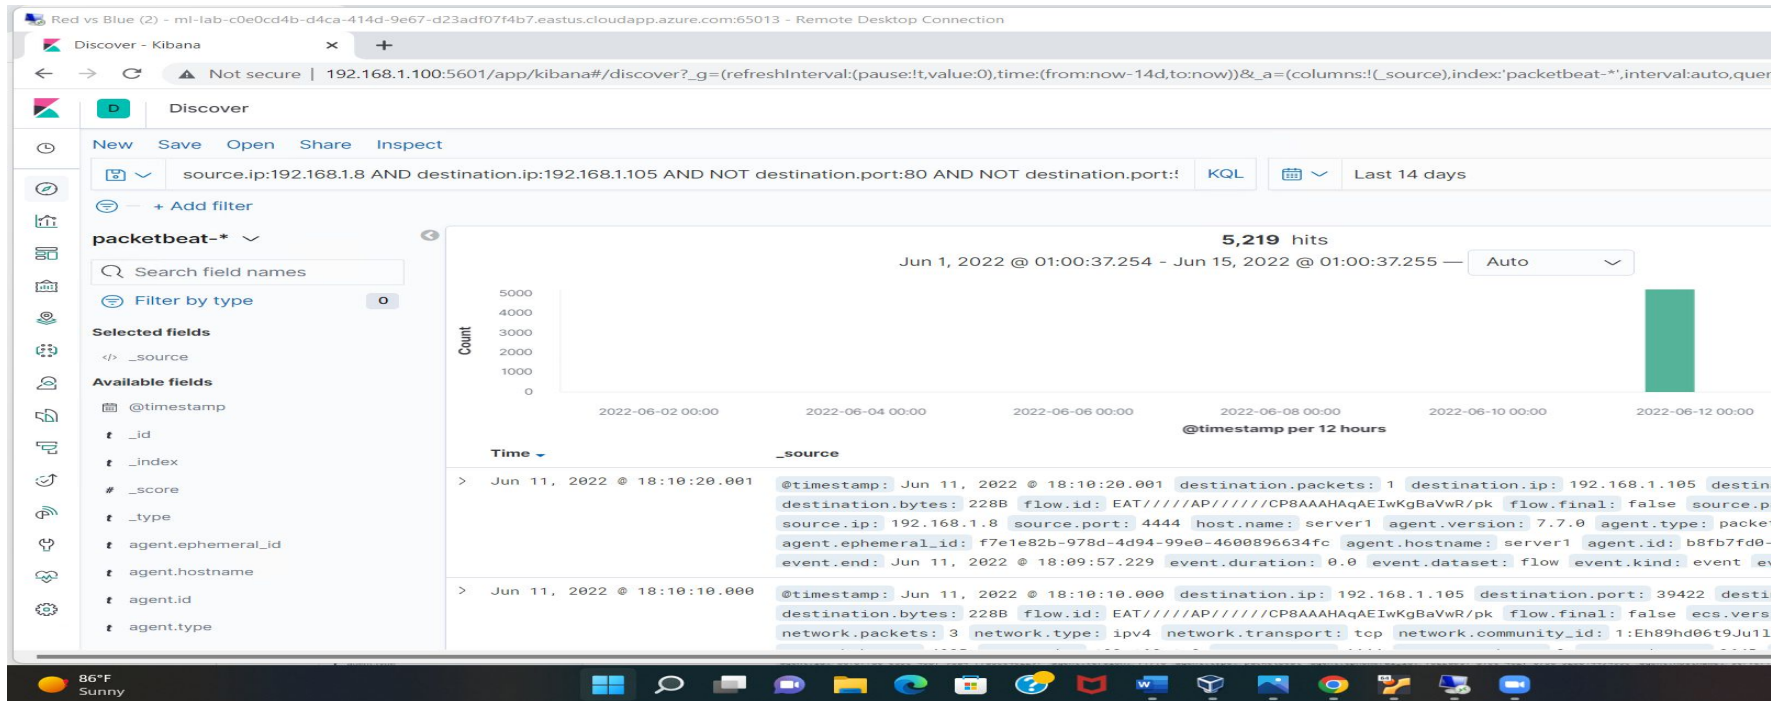 Red vs Blue (2) - ml-lab-c0e0cd4b-d4ca-414d-9e67-d23adf07f4b7.eastus.cloudapp.azure.com:65013 - Remote Desktop Connection
Discover - Kibana
Not secure | 192.168.1.100:5601/app/kibana#/discover?_g=(refreshInterval:(pause:!t,value:0),time:(from:now-14d,to:now))&_a=(columns:!(_source),index:'packetbeat-*',interval:auto,quer
D Discover
New Save Open Share Inspect
source.ip:192.168.1.8 AND destination.ip:192.168.1.105 AND NOT destination.port:80 AND NOT destination.port: KQL Last 14 days
+ Add filter
packetbeat-*
Search field names
Filter by type 0
Selected fields
</> _source
Available fields
@timestamp
t _id
t _index
# _score
t _type
t agent.ephemeral_id
t agent.hostname
t agent.id
t agent.type
5,219 hits
Jun 1, 2022 @ 01:00:37.254 - Jun 15, 2022 @ 01:00:37.255 — Auto
Count
5000
4000
3000
2000
1000
0
2022-06-02 00:00 2022-06-04 00:00 2022-06-06 00:00 2022-06-08 00:00 2022-06-10 00:00 2022-06-12 00:00
@timestamp per 12 hours
Time _source
Jun 11, 2022 @ 18:10:20.001 @timestamp: Jun 11, 2022 @ 18:10:20.001 destination.packets: 1 destination.ip: 192.168.1.105 destin
destination.bytes: 228B flow.id: EAT/////AP//////CP8AAAHAqAEIwKgBaVwR/pk flow.final: false source.p
source.ip: 192.168.1.8 source.port: 4444 host.name: server1 agent.version: 7.7.0 agent.type: packe
agent.ephemeral_id: f7e1e82b-978d-4d94-99e0-4600896634fc agent.hostname: server1 agent.id: b8fb7fd0-
event.end: Jun 11, 2022 @ 18:09:57.229 event.duration: 0.0 event.dataset: flow event.kind: event ev
Jun 11, 2022 @ 18:10:10.000 @timestamp: Jun 11, 2022 @ 18:10:10.000 destination.ip: 192.168.1.105 destination.port: 39422 desti
destination.bytes: 228B flow.id: EAT/////AP//////CP8AAAHAqAEIwKgBaVwR/pk flow.final: false ecs.vers
network.packets: 3 network.type: ipv4 network.transport: tcp network.community_id: 1:Eh89hd06t9Ju1l
86°F
Sunny